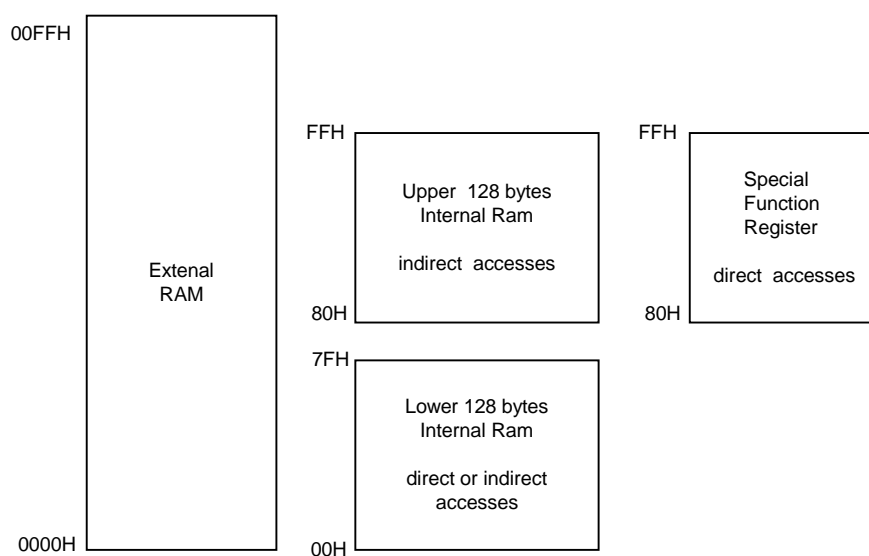 00FFH
Extenal
RAM
0000H
FFH
Upper 128 bytes
Internal Ram
indirect accesses
80H
7FH
Lower 128 bytes
Internal Ram
direct or indirect
accesses
00H
FFH
Special
Function
Register
direct accesses
80H